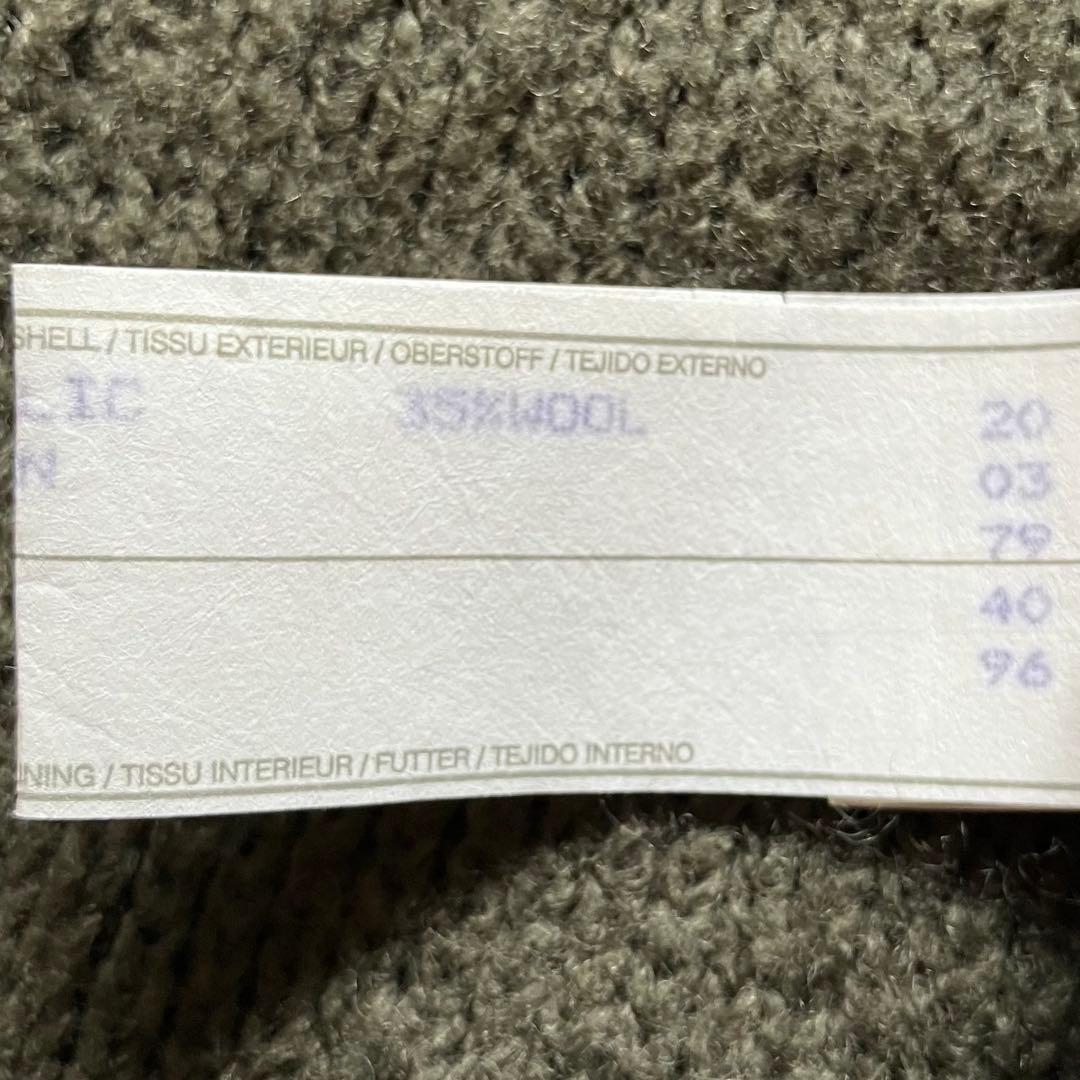 SHELL / TISSU EXTERIEUR / OBERSTOFF / TEJIDO EXTERNO
LIC 35%WOOL 20
N 03
79
40
96
INING / TISSU INTERIEUR / FUTTER / TEJIDO INTERNO